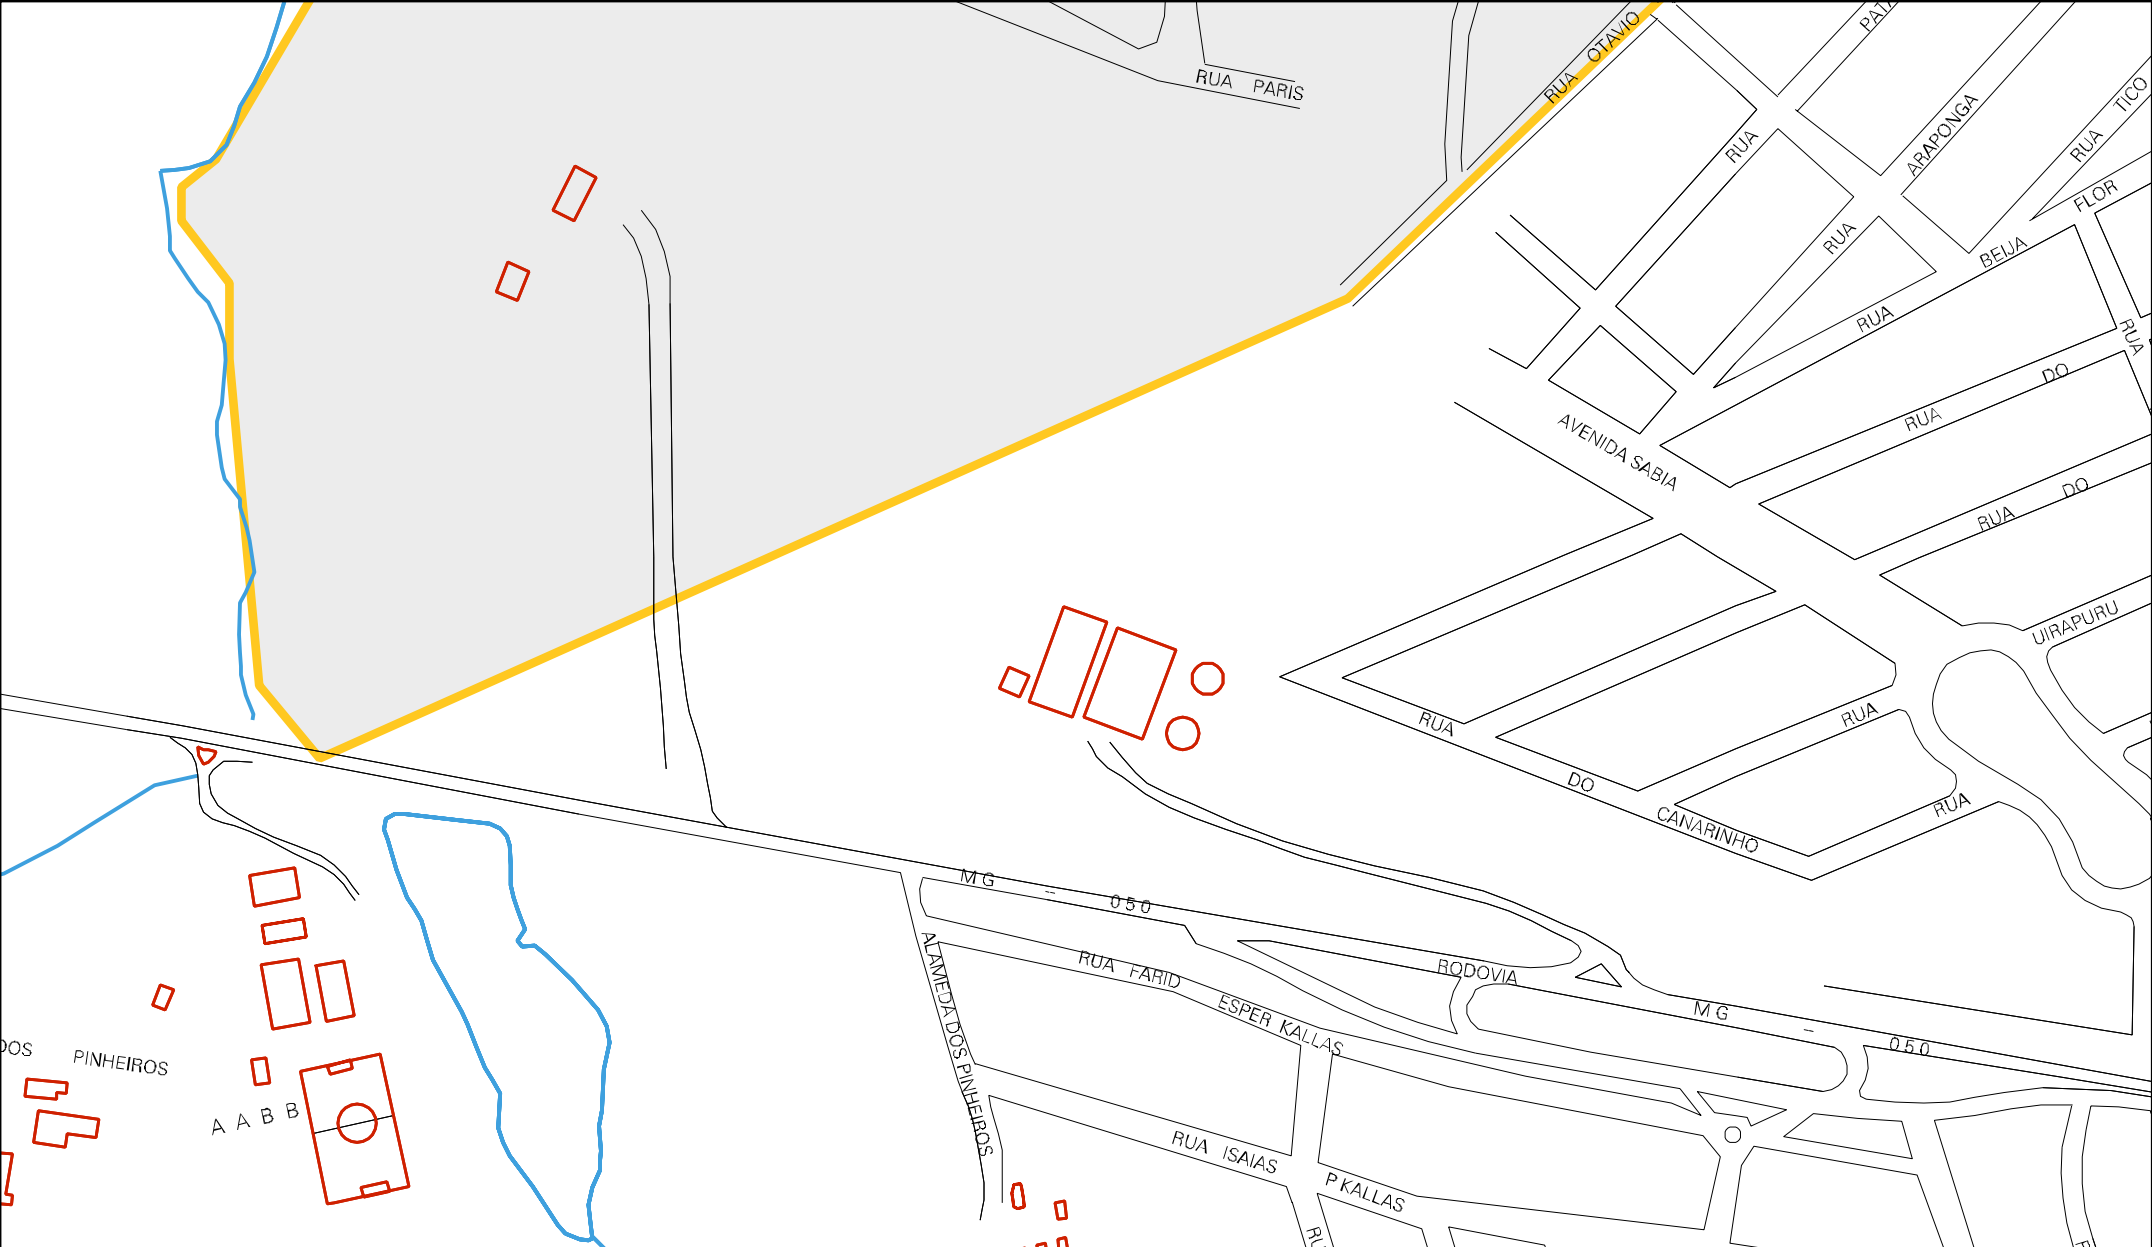 RUA PARIS
RUA OTAVIO
RUA
RUA
ARAPONGA
RUA TICO
RUA BEIJA FLOR
RUA
RUA DO
RUA DO
AVENIDA SABIA
UIRAPURU
RUA
RUA
RUA DO CANARINHO
MG - 050
RODOVIA
MG - 050
RUA FARID ESPER KALLAS
ALAMEDA DOS PINHEIROS
DOS PINHEIROS
AABB
RUA ISAIAS P KALLAS